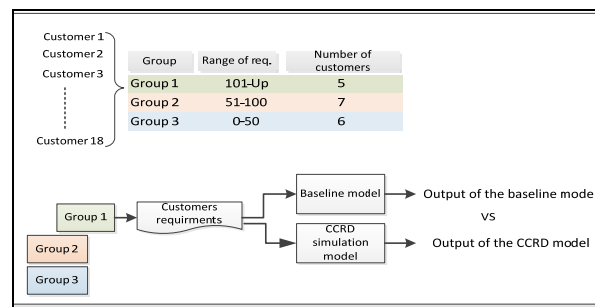 Customer 1
Customer 2
Customer 3
Customer 18
Group Range of req. Number of customers
Group 1 101-Up 5
Group 2 51-100 7
Group 3 0-50 6
Group 1
Group 2
Group 3
Customers
requirments
Baseline model
CCRD
simulation
model
Output of the baseline mode
VS
Output of the CCRD model